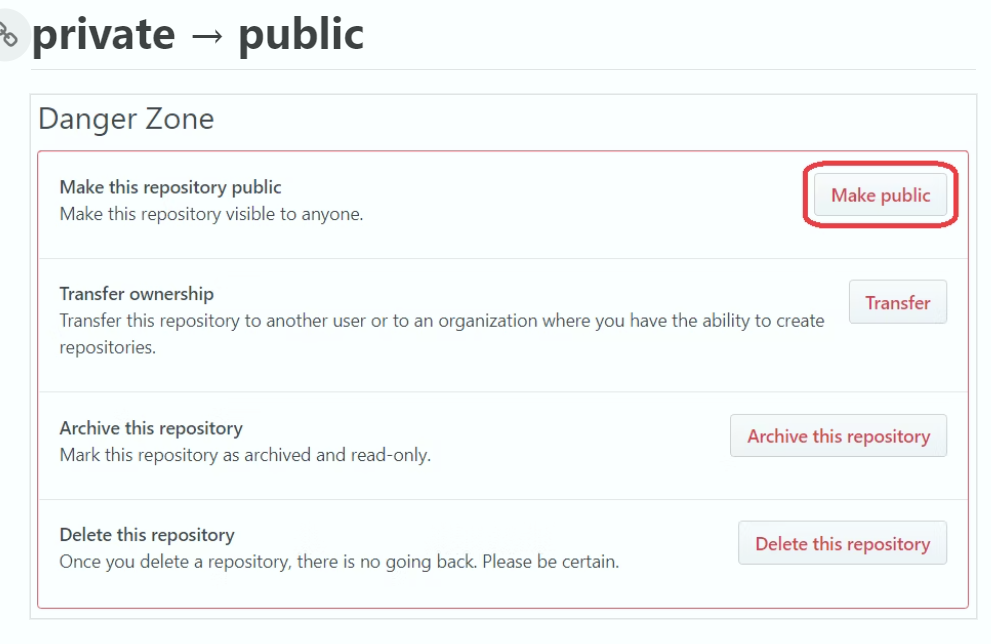 private → public
Danger Zone
Make this repository public
Make this repository visible to anyone.
Make public
Transfer ownership
Transfer this repository to another user or to an organization where you have the ability to create
repositories.
Transfer
Archive this repository
Mark this repository as archived and read-only.
Archive this repository
Delete this repository
Once you delete a repository, there is no going back. Please be certain.
Delete this repository